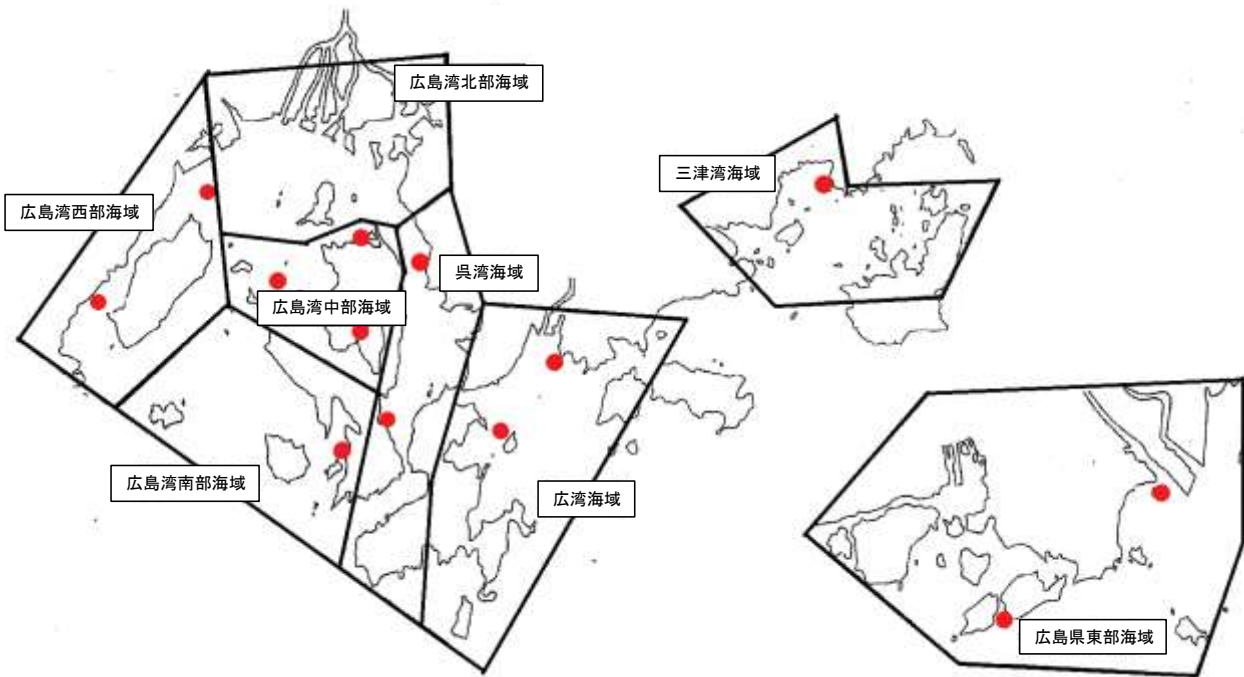 広島湾北部海域
三津湾海域
広島湾西部海域
呉湾海域
広島湾中部海域
広島湾南部海域
広湾海域
広島県東部海域